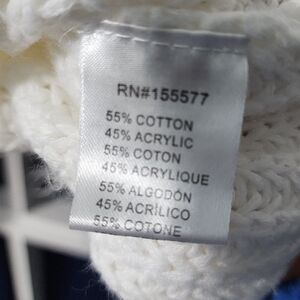 RN#155577
55% COTTON
45% ACRYLIC
55% COTON
45% ACRYLIQUE
55% ALGODÓN
45% ACRÍLICO
55% COTONE